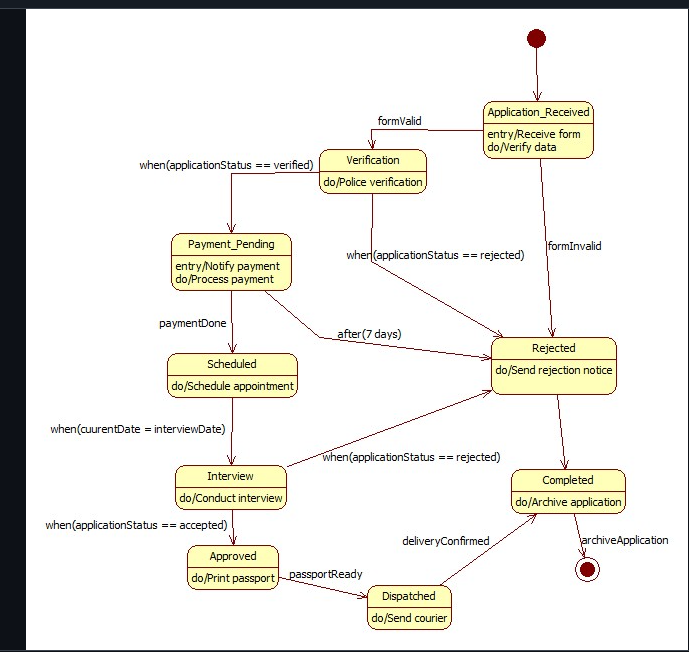 Application_Received
entry/Receive form
do/Verify data
formValid
Verification
do/Police verification
when(applicationStatus == verified)
Payment_Pending
entry/Notify payment
do/Process payment
formInvalid
when(applicationStatus == rejected)
paymentDone
after(7 days)
Rejected
do/Send rejection notice
Scheduled
do/Schedule appointment
when(cuurentDate = interviewDate)
when(applicationStatus == rejected)
Interview
do/Conduct interview
Completed
do/Archive application
when(applicationStatus == accepted)
deliveryConfirmed
archiveApplication
Approved
do/Print passport
passportReady
Dispatched
do/Send courier